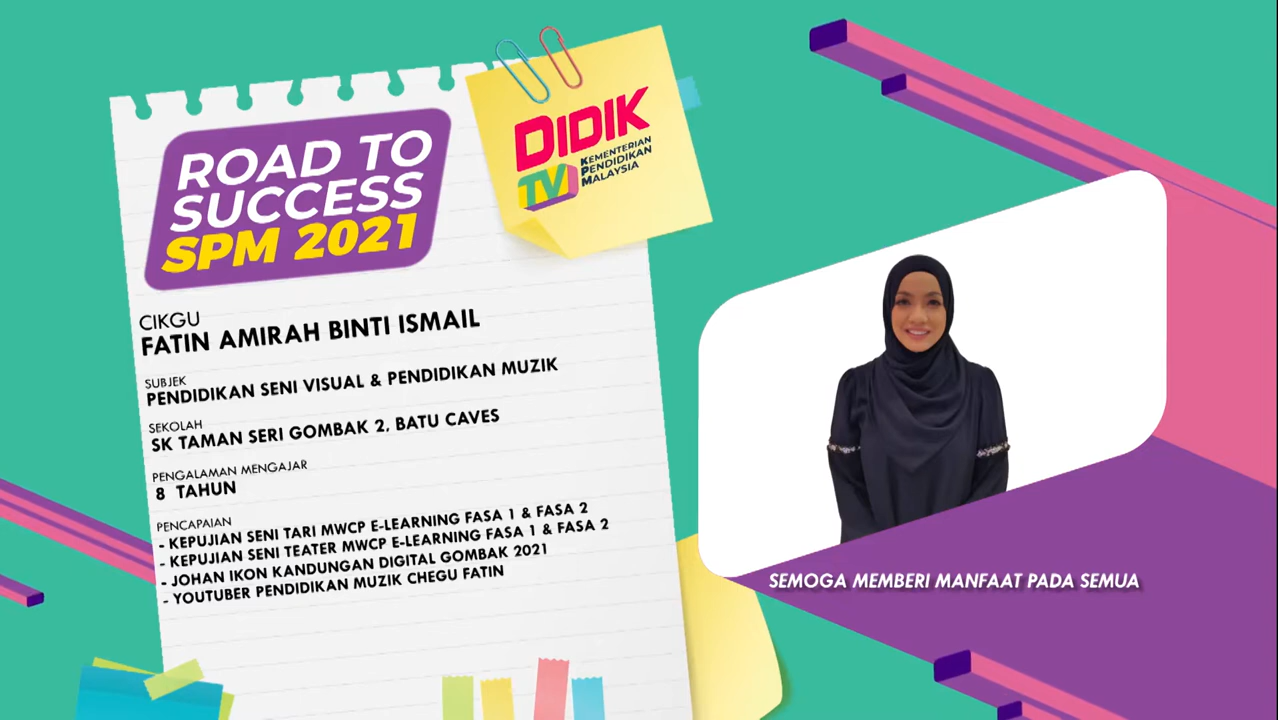 ROAD TO
SUCCESS
SPM 2021
DIDIK
TV
KEMENTERIAN
PENDIDIKAN
MALAYSIA
CIKGU
FATIN AMIRAH BINTI ISMAIL
SUBJEK
PENDIDIKAN SENI VISUAL & PENDIDIKAN MUZIK
SEKOLAH
SK TAMAN SERI GOMBAK 2, BATU CAVES
PENGALAMAN MENGAJAR
8 TAHUN
PENCAPAIAN
- KEPUJIAN SENI TARI MWCP E-LEARNING FASA 1 & FASA 2
- KEPUJIAN SENI TEATER MWCP E-LEARNING FASA 1 & FASA 2
- JOHAN IKON KANDUNGAN DIGITAL GOMBAK 2021
- YOUTUBER PENDIDIKAN MUZIK CHEGU FATIN
SEMOGA MEMBERI MANFAAT PADA SEMUA